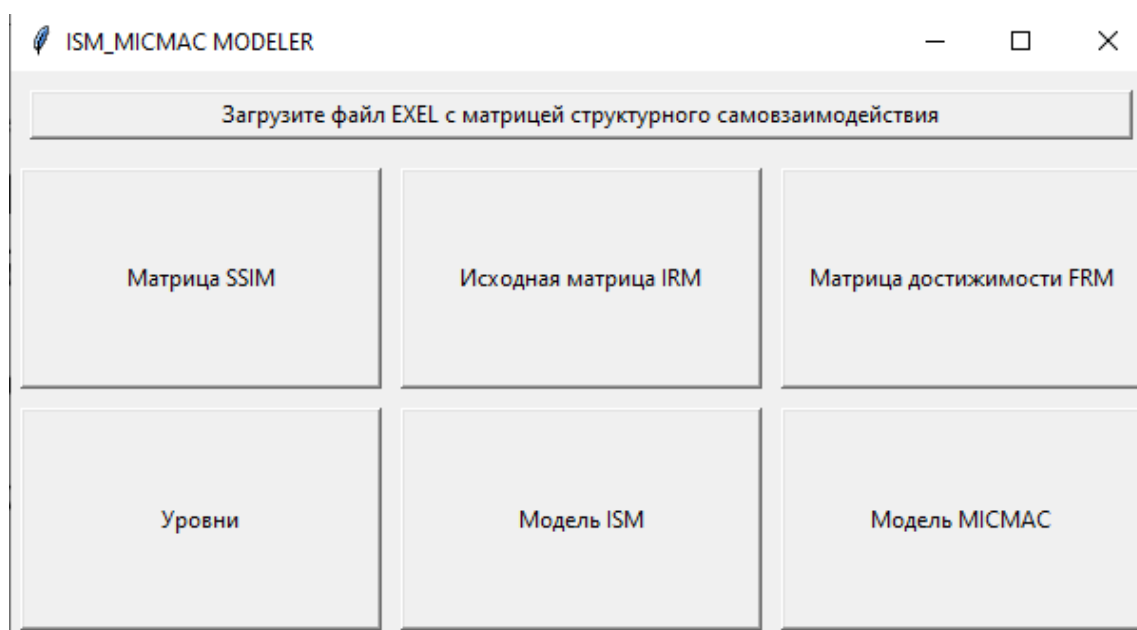 ISM_MICMAC MODELER
Загрузите файл EXEL с матрицей структурного самовзаимодействия
Матрица SSIM
Исходная матрица IRM
Матрица достижимости FRM
Уровни
Модель ISM
Модель MICMAC